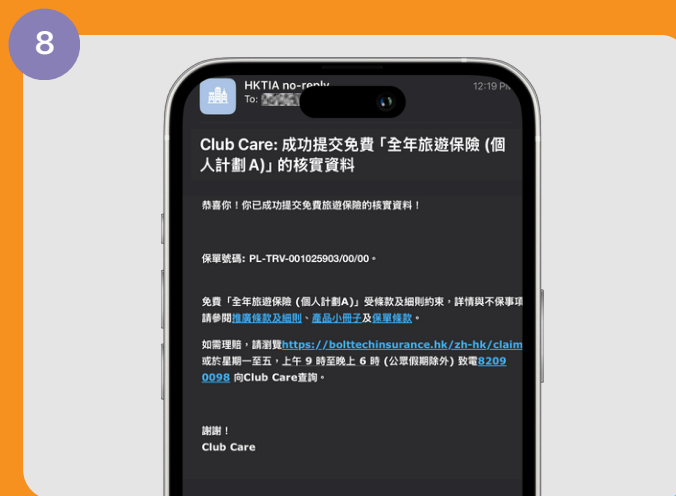 8
HKTIA no-reply
To:
12:19 PM
Club Care: 成功提交免費「全年旅遊保險 (個
人計劃 A)」的核實資料
恭喜你！你已成功提交免費旅遊保險的核實資料！
保單號碼: PL-TRV-001025903/00/00。
免費「全年旅遊保險 (個人計劃A)」受條款及細則約束，詳情與不保事項
請參閱推廣條款及細則、產品小冊子及保單條款。
如需理賠，請瀏覽https://bolttechinsurance.hk/zh-hk/claim
或於星期一至五，上午 9 時至晚上 6 時 (公眾假期除外) 致電8209
0098 向Club Care查詢。
謝謝！
Club Care